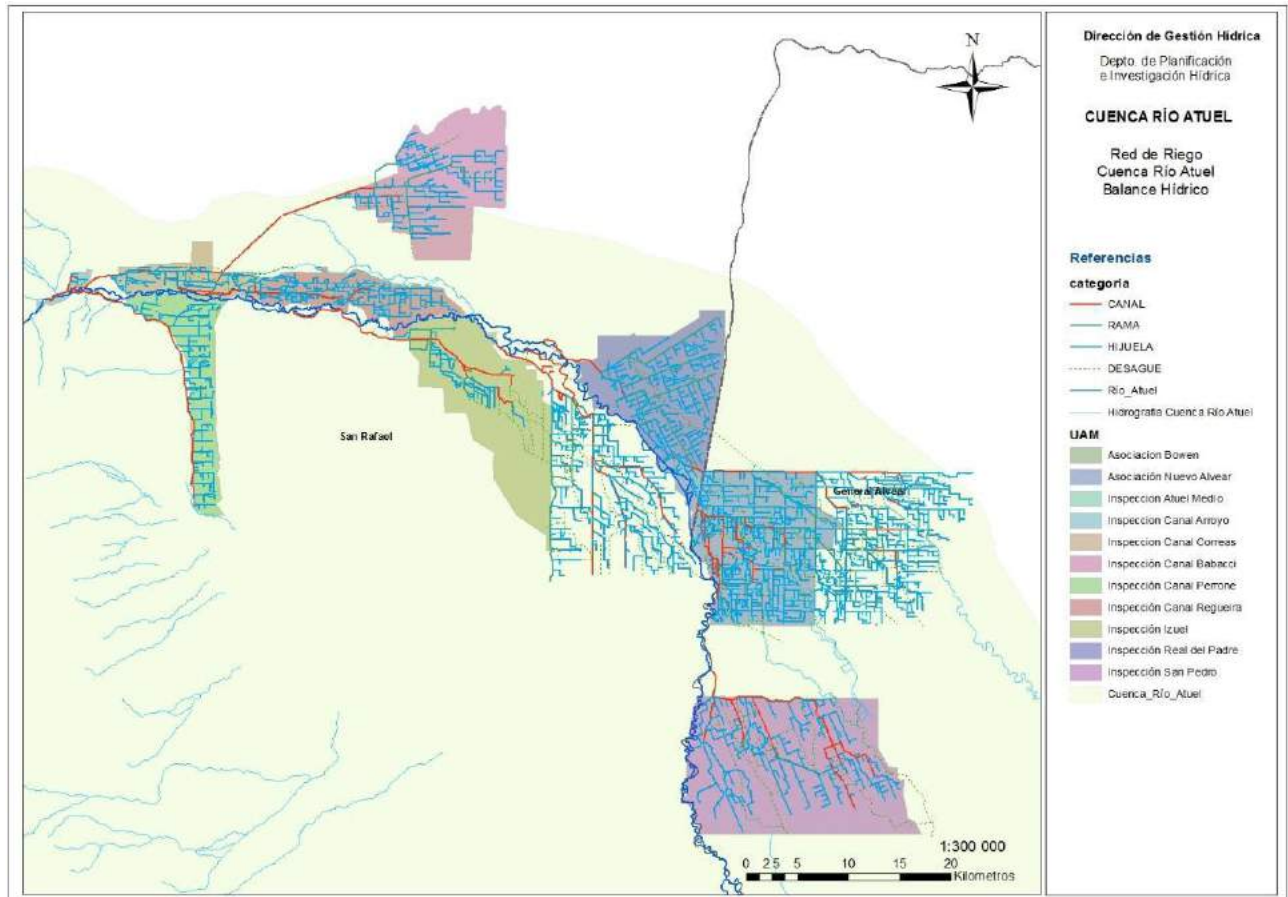 N
San Rafael
General Alvear
1:300 000
0 2.5 5 10 15 20
Kilometros
Dirección de Gestión Hídrica
Depto. de Planificación
e Investigación Hídrica
CUENCA RÍO ATUEL
Red de Riego
Cuenca Río Atuel
Balance Hídrico
Referencias
categoria
CANAL
RAMA
HIJUELA
DESAGUE
Río_Atuel
Hidrografia Cuenca Río Atuel
UAM
Asociacion Bowen
Asociación Nuevo Alvear
Inspeccion Atuel Medio
Inspección Canal Arroyo
Inspeccion Canal Correas
Inspección Canal Babacci
Inspección Canal Perrone
Inspección Canal Regueira
Inspección Izuel
Inspección Real del Padre
Inspección San Pedro
Cuenca_Río_Atuel